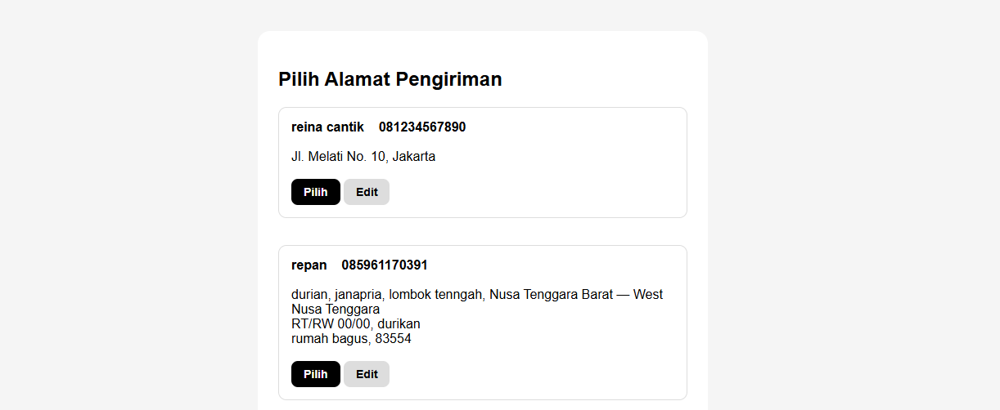 Pilih Alamat Pengiriman
reina cantik 081234567890
Jl. Melati No. 10, Jakarta
Pilih Edit
repan 085961170391
durian, janapria, lombok tenngah, Nusa Tenggara Barat — West
Nusa Tenggara
RT/RW 00/00, durikan
rumah bagus, 83554
Pilih Edit